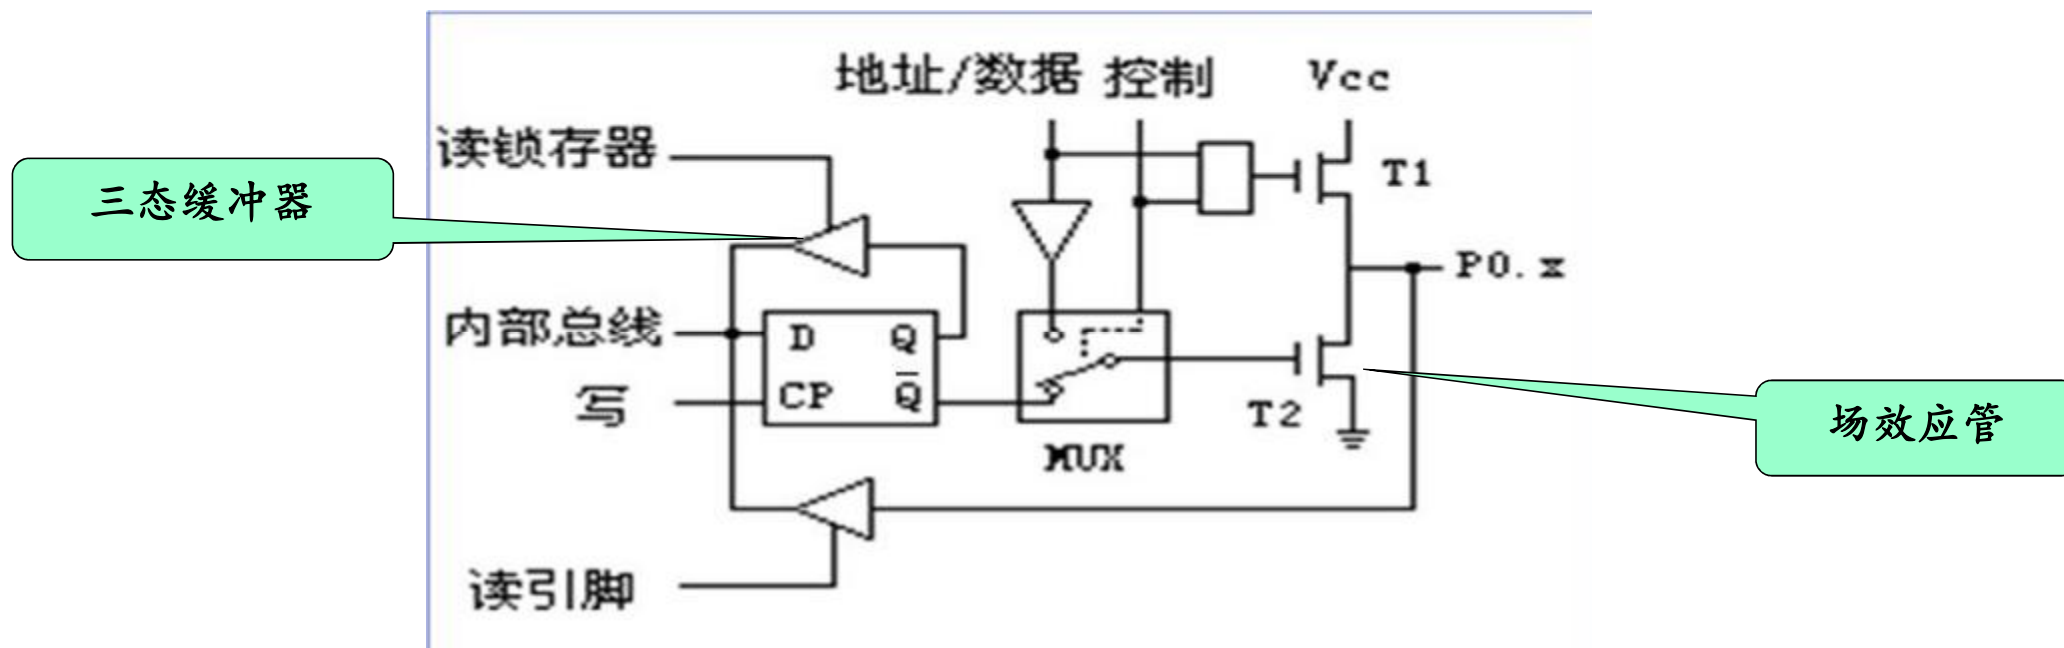 地址/数据 控制 Vcc
读锁存器
T1
三态缓冲器
P0.x
内部总线 D Q
写 CP Q̅
T2
场效应管
MUX
读引脚